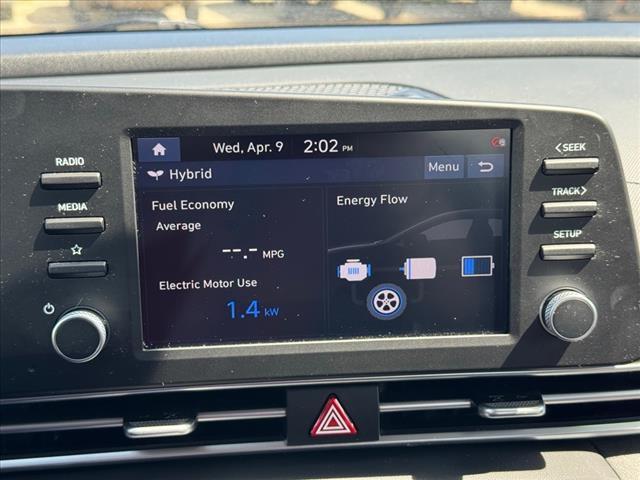 Wed, Apr. 9 2:02 PM
Hybrid Menu
Fuel Economy
Average
--.- MPG
Electric Motor Use
1.4 kW
Energy Flow
RADIO
MEDIA
<SEEK
TRACK>
SETUP